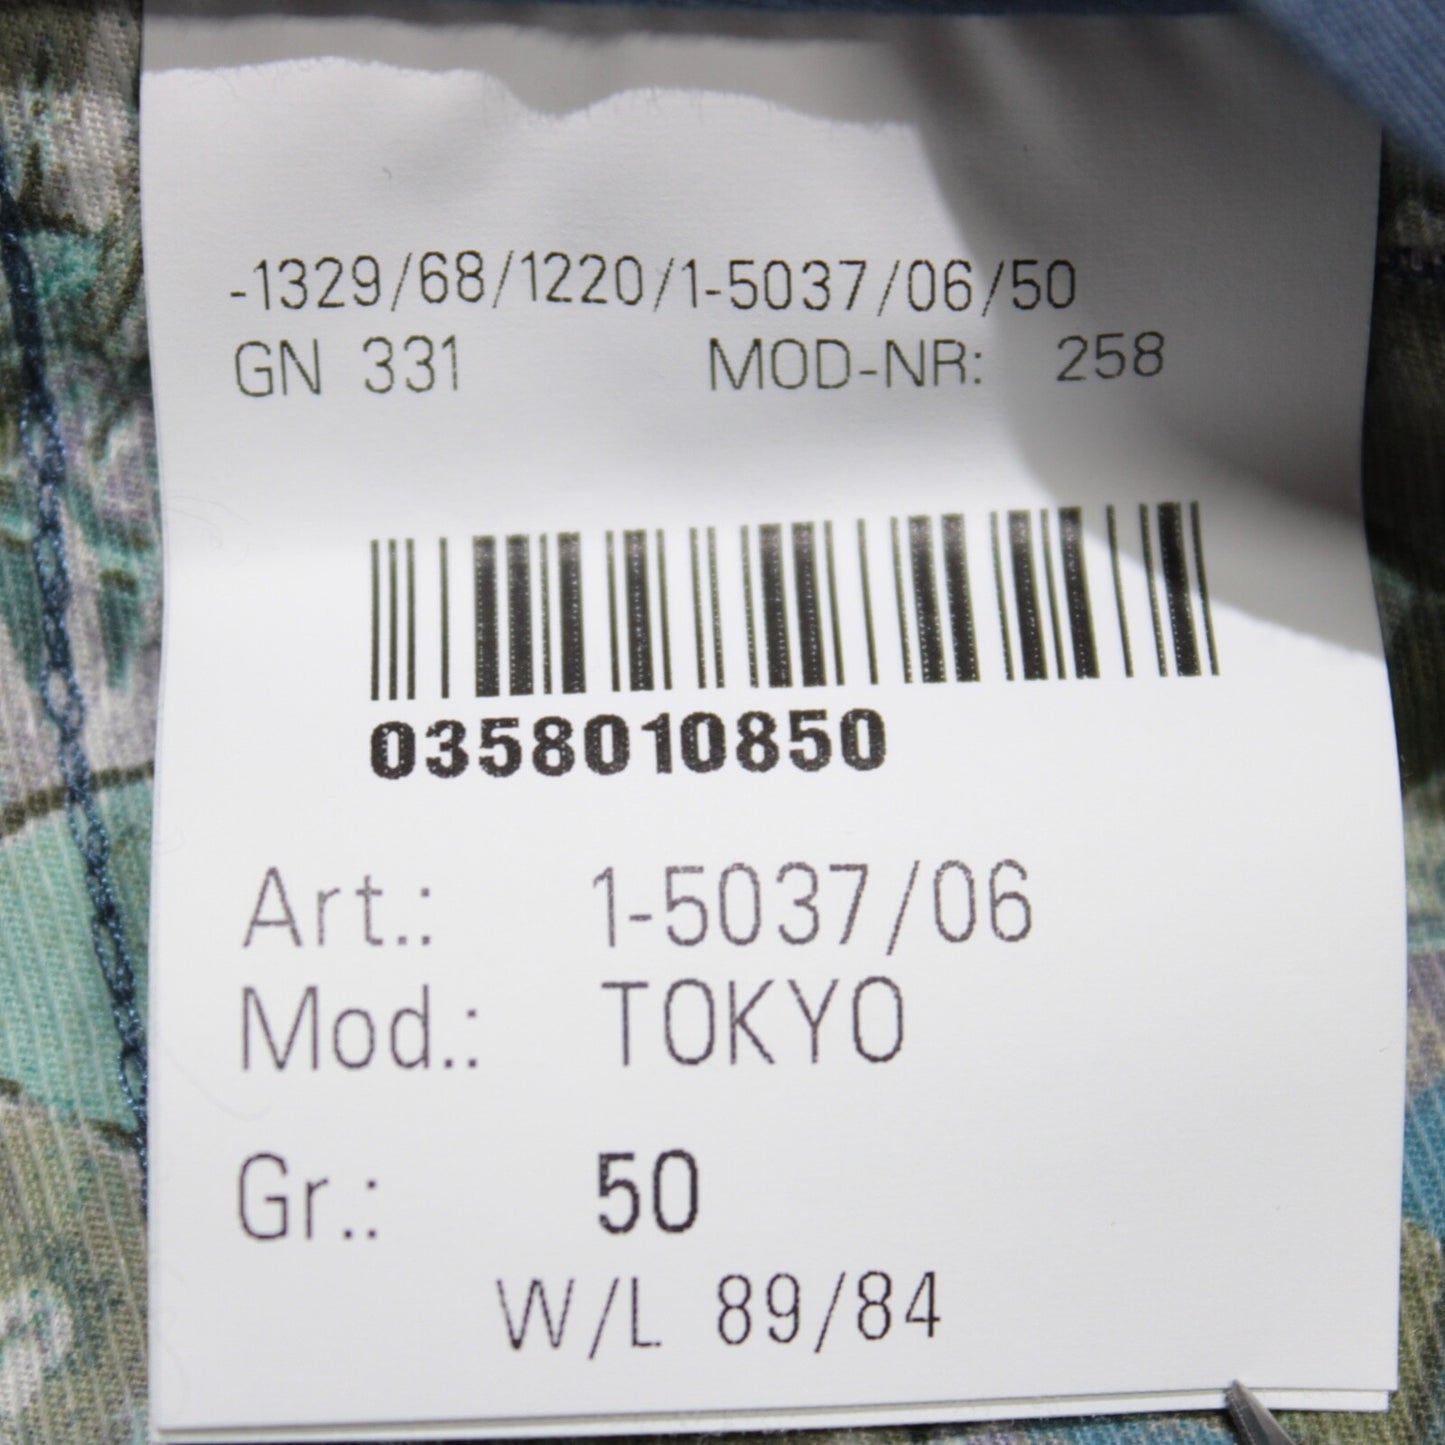 -1329/68/1220/1-5037/06/50
GN 331 MOD-NR: 258
0358010850
Art.: 1-5037/06
Mod.: TOKYO
Gr.: 50
W/L 89/84